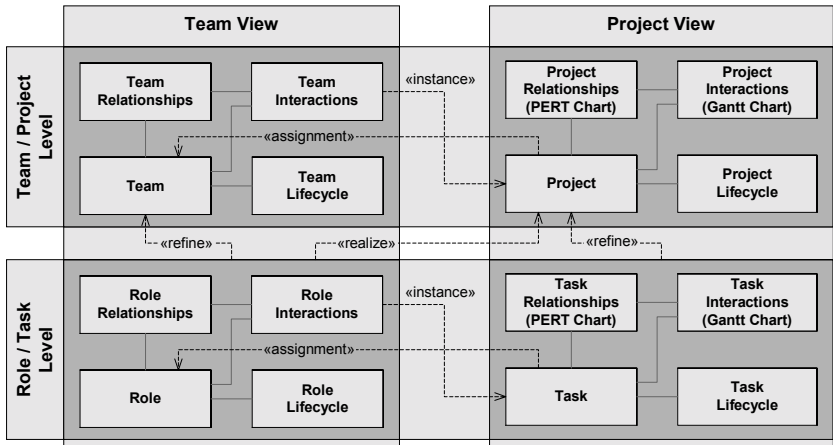 Team View
Project View
Team / Project
Level
Team
Relationships
Team
Interactions
«instance»
Project
Relationships
(PERT Chart)
Project
Interactions
(Gantt Chart)
«assignment»
Team
Team
Lifecycle
Project
Project
Lifecycle
«refine»
«realize»
«refine»
Role / Task
Level
Role
Relationships
Role
Interactions
«instance»
Task
Relationships
(PERT Chart)
Task
Interactions
(Gantt Chart)
«assignment»
Role
Role
Lifecycle
Task
Task
Lifecycle